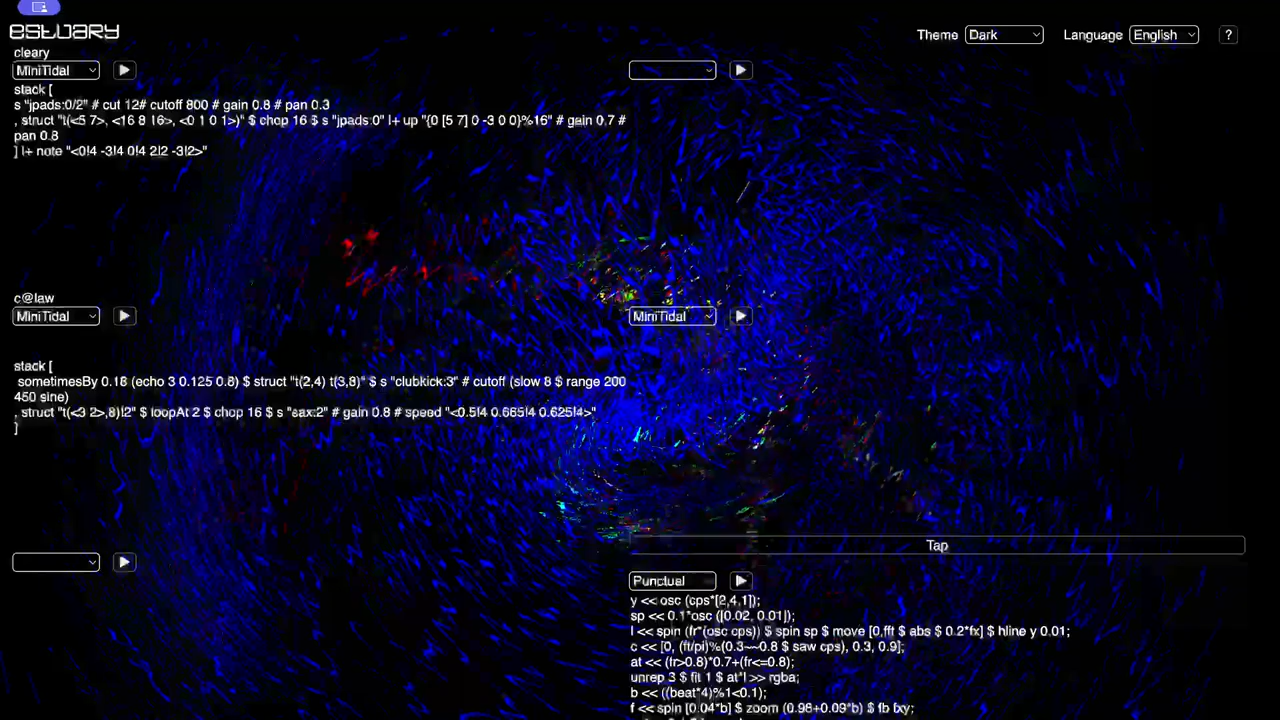 estuary
Theme Dark Language English ?
cleary
MiniTidal
stack [
s "jpads:0/2" # cut 12# cutoff 800 # gain 0.8 # pan 0.3
, struct "t(<5 7>, <16 8 16>, <0 1 0 1>)" $ chop 16 $ s "jpads:0" |+ up "{0 [5 7] 0 -3 0 0}%16" # gain 0.7 #
pan 0.8
] |+ note "<0!4 -3!4 0!4 2!2 -3!2>"
c@law
MiniTidal
stack [
sometimesBy 0.18 (echo 3 0.125 0.8) $ struct "t(2,4) t(3,8)" $ s "clubkick:3" # cutoff (slow 8 $ range 200
450 sine)
, struct "t(<3 2>,8)!2" $ loopAt 2 $ chop 16 $ s "sax:2" # gain 0.8 # speed "<0.5!4 0.665!4 0.625!4>"
]
MiniTidal
Tap
Punctual
y << osc (cps*[2,4,1]);
sp << 0.1*osc ([0.02, 0.01]);
l << spin (fr*(osc cps)) $ spin sp $ move [0,fft $ abs $ 0.2*fx] $ hline y 0.01;
c << [0, (ft/pi)%(0.3~~0.8 $ saw cps), 0.3, 0.9];
at << (fr>0.8)*0.7+(fr<=0.8);
unrep 3 $ fit 1 $ at*l >> rgba;
b << ((beat*4)%1<0.1);
f << spin [0.04*b] $ zoom (0.98+0.09*b) $ fb fxy;